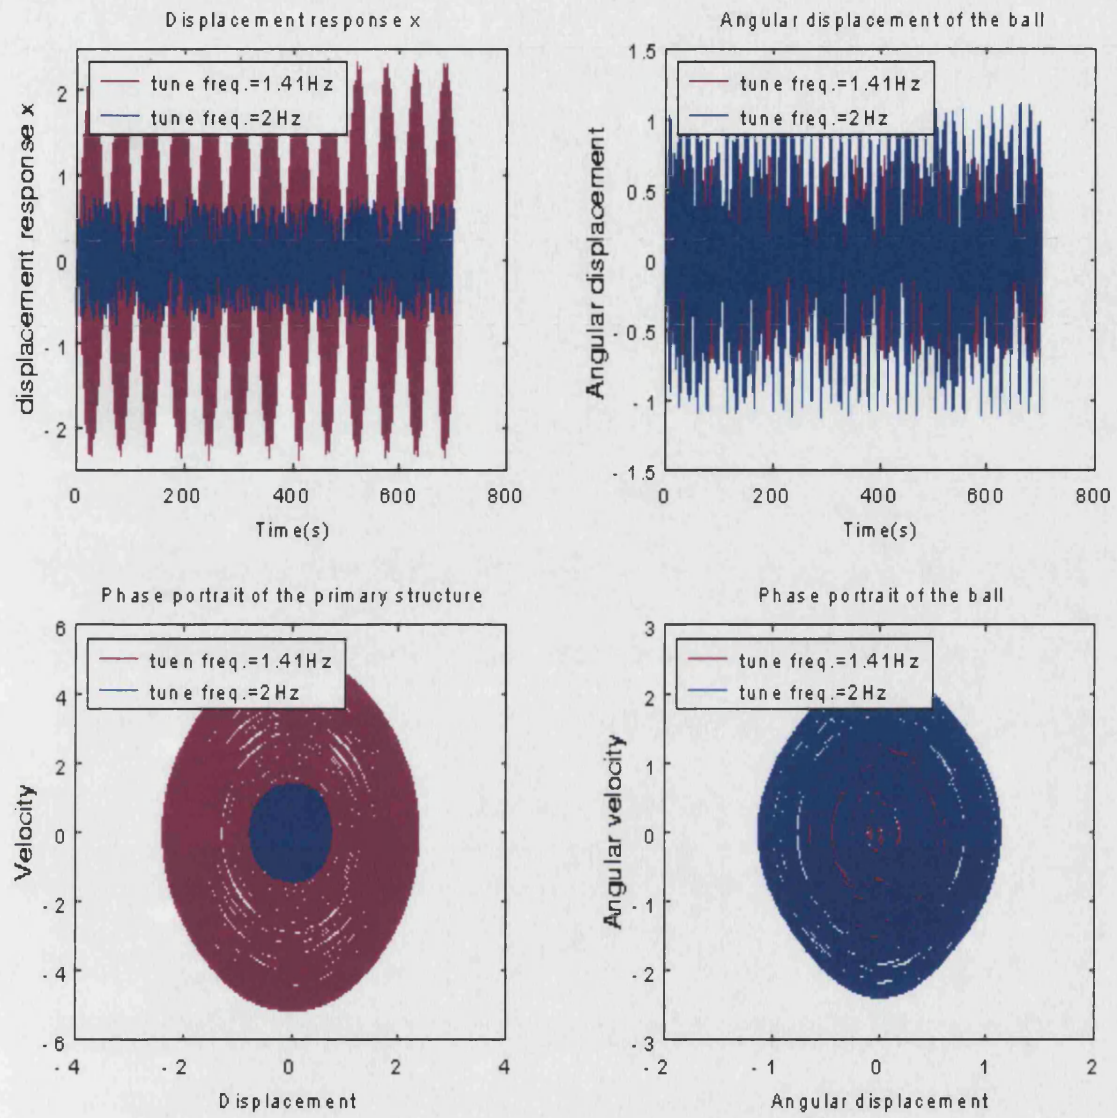 Displacement response x
displacement response x
2
1
0
-1
-2
tune freq.=1.41Hz
tune freq.=2Hz
0 200 400 600 800
Time(s)
Angular displacement of the ball
Angular displacement
1.5
1
0.5
0
-0.5
-1
-1.5
tune freq.=1.41Hz
tune freq.=2Hz
0 200 400 600 800
Time(s)
Phase portrait of the primary structure
Velocity
6
4
2
0
-2
-4
-6
tuen freq.=1.41Hz
tune freq.=2Hz
-4 -2 0 2 4
Displacement
Phase portrait of the ball
Angular velocity
3
2
1
0
-1
-2
-3
tune freq.=1.41Hz
tune freq.=2Hz
-2 -1 0 1 2
Angular displacement